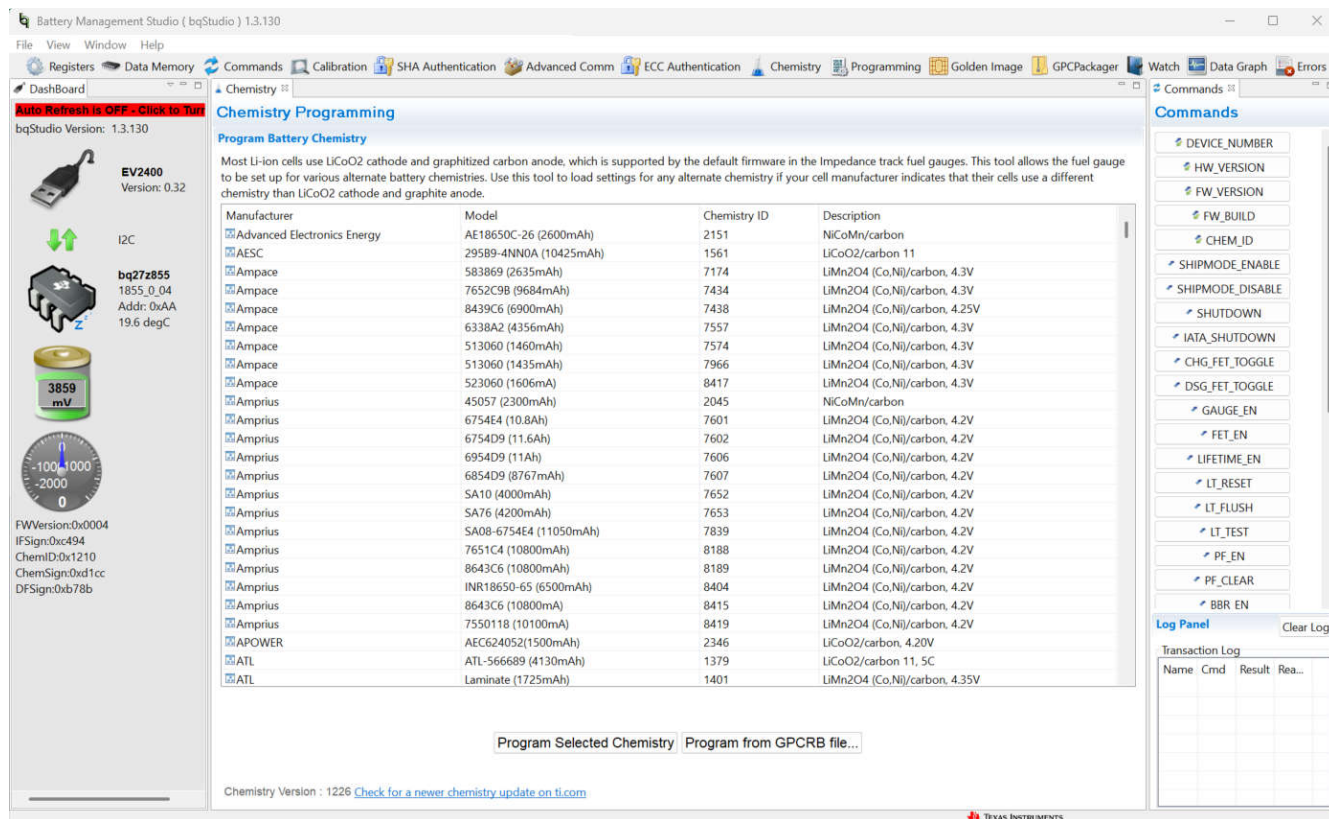 Battery Management Studio ( bqStudio ) 1.3.130
File View Window Help
Registers Data Memory Commands Calibration SHA Authentication Advanced Comm ECC Authentication Chemistry Programming Golden Image GPCPackager Watch Data Graph Errors
DashBoard
Auto Refresh is OFF - Click to Turn
bqStudio Version: 1.3.130
EV2400
Version: 0.32
I2C
bq27z855
1855_0_04
Addr: 0xAA
19.6 degC
z z
3859
mV
-100 1000
-2000
0
FWVersion:0x0004
IFSign:0xc494
ChemID:0x1210
ChemSign:0xd1cc
DFSign:0xb78b
Chemistry
Chemistry Programming
Program Battery Chemistry
Most Li-ion cells use LiCoO2 cathode and graphitized carbon anode, which is supported by the default firmware in the Impedance track fuel gauges. This tool allows the fuel gauge
to be set up for various alternate battery chemistries. Use this tool to load settings for any alternate chemistry if your cell manufacturer indicates that their cells use a different
chemistry than LiCoO2 cathode and graphite anode.
Manufacturer Model Chemistry ID Description
Advanced Electronics Energy AE18650C-26 (2600mAh) 2151 NiCoMn/carbon
AESC 295B9-4NN0A (10425mAh) 1561 LiCoO2/carbon 11
Ampace 583869 (2635mAh) 7174 LiMn2O4 (Co,Ni)/carbon, 4.3V
Ampace 7652C9B (9684mAh) 7434 LiMn2O4 (Co,Ni)/carbon, 4.3V
Ampace 8439C6 (6900mAh) 7438 LiMn2O4 (Co,Ni)/carbon, 4.25V
Ampace 6338A2 (4356mAh) 7557 LiMn2O4 (Co,Ni)/carbon, 4.3V
Ampace 513060 (1460mAh) 7574 LiMn2O4 (Co,Ni)/carbon, 4.3V
Ampace 513060 (1435mAh) 7966 LiMn2O4 (Co,Ni)/carbon, 4.3V
Ampace 523060 (1606mA) 8417 LiMn2O4 (Co,Ni)/carbon, 4.3V
Amprius 45057 (2300mAh) 2045 NiCoMn/carbon
Amprius 6754E4 (10.8Ah) 7601 LiMn2O4 (Co,Ni)/carbon, 4.2V
Amprius 6754D9 (11.6Ah) 7602 LiMn2O4 (Co,Ni)/carbon, 4.2V
Amprius 6954D9 (11Ah) 7606 LiMn2O4 (Co,Ni)/carbon, 4.2V
Amprius 6854D9 (8767mAh) 7607 LiMn2O4 (Co,Ni)/carbon, 4.2V
Amprius SA10 (4000mAh) 7652 LiMn2O4 (Co,Ni)/carbon, 4.2V
Amprius SA76 (4200mAh) 7653 LiMn2O4 (Co,Ni)/carbon, 4.2V
Amprius SA08-6754E4 (11050mAh) 7839 LiMn2O4 (Co,Ni)/carbon, 4.2V
Amprius 7651C4 (10800mAh) 8188 LiMn2O4 (Co,Ni)/carbon, 4.2V
Amprius 8643C6 (10800mAh) 8189 LiMn2O4 (Co,Ni)/carbon, 4.2V
Amprius INR18650-65 (6500mAh) 8404 LiMn2O4 (Co,Ni)/carbon, 4.2V
Amprius 8643C6 (10800mA) 8415 LiMn2O4 (Co,Ni)/carbon, 4.2V
Amprius 7550118 (10100mA) 8419 LiMn2O4 (Co,Ni)/carbon, 4.2V
APOWER AEC624052(1500mAh) 2346 LiCoO2/carbon, 4.20V
ATL ATL-566689 (4130mAh) 1379 LiCoO2/carbon 11, 5C
ATL Laminate (1725mAh) 1401 LiMn2O4 (Co,Ni)/carbon, 4.35V
Program Selected Chemistry Program from GPCRB file...
Chemistry Version : 1226 Check for a newer chemistry update on ti.com
Commands
Commands
DEVICE_NUMBER
HW_VERSION
FW_VERSION
FW_BUILD
CHEM_ID
SHIPMODE_ENABLE
SHIPMODE_DISABLE
SHUTDOWN
IATA_SHUTDOWN
CHG_FET_TOGGLE
DSG_FET_TOGGLE
GAUGE_EN
FET_EN
LIFETIME_EN
LT_RESET
LT_FLUSH
LT_TEST
PF_EN
PF_CLEAR
BBR_EN
Log Panel Clear Log
Transaction Log
Name Cmd Result Rea...
TEXAS INSTRUMENTS